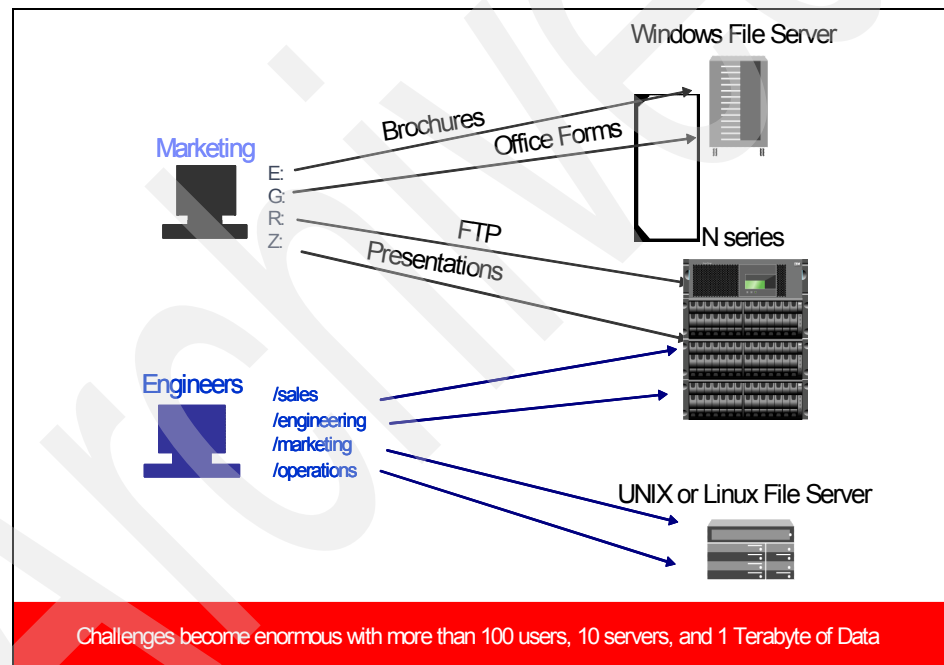 Windows File Server
Brochures
Office Forms
Marketing
E:
G:
R:
Z:
FTP
Presentations
N series
Engineers
/sales
/engineering
/marketing
/operations
UNIX or Linux File Server
Challenges become enormous with more than 100 users, 10 servers, and 1 Terabyte of Data